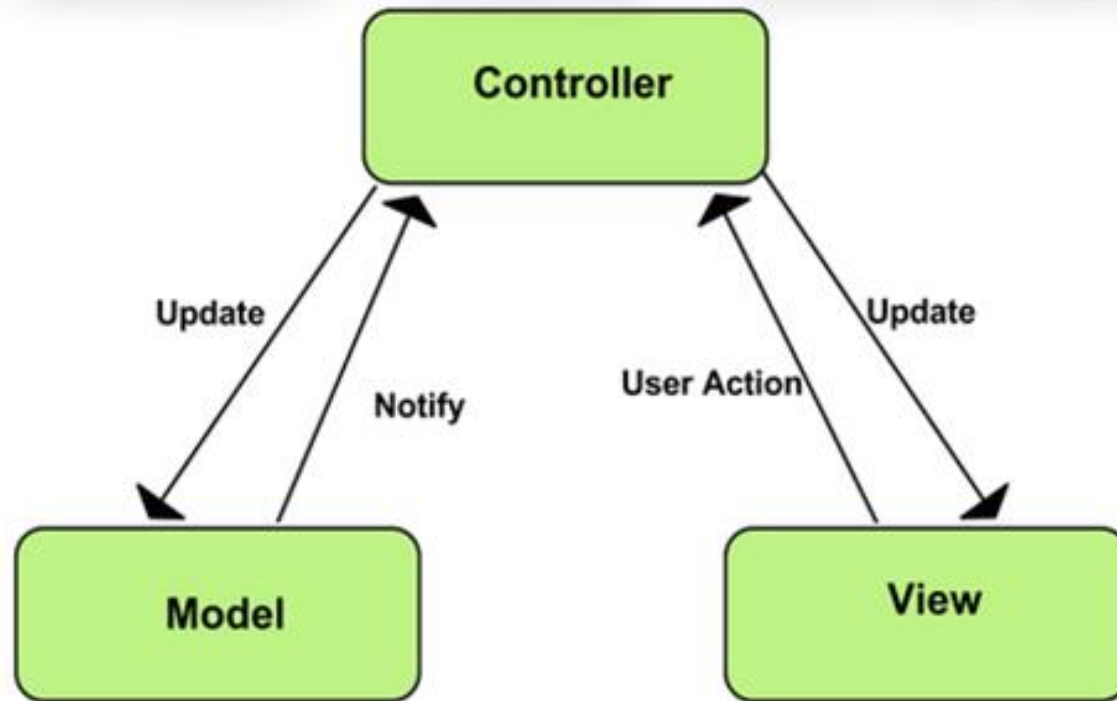 Controller
Update
Update
User Action
Notify
Model
View